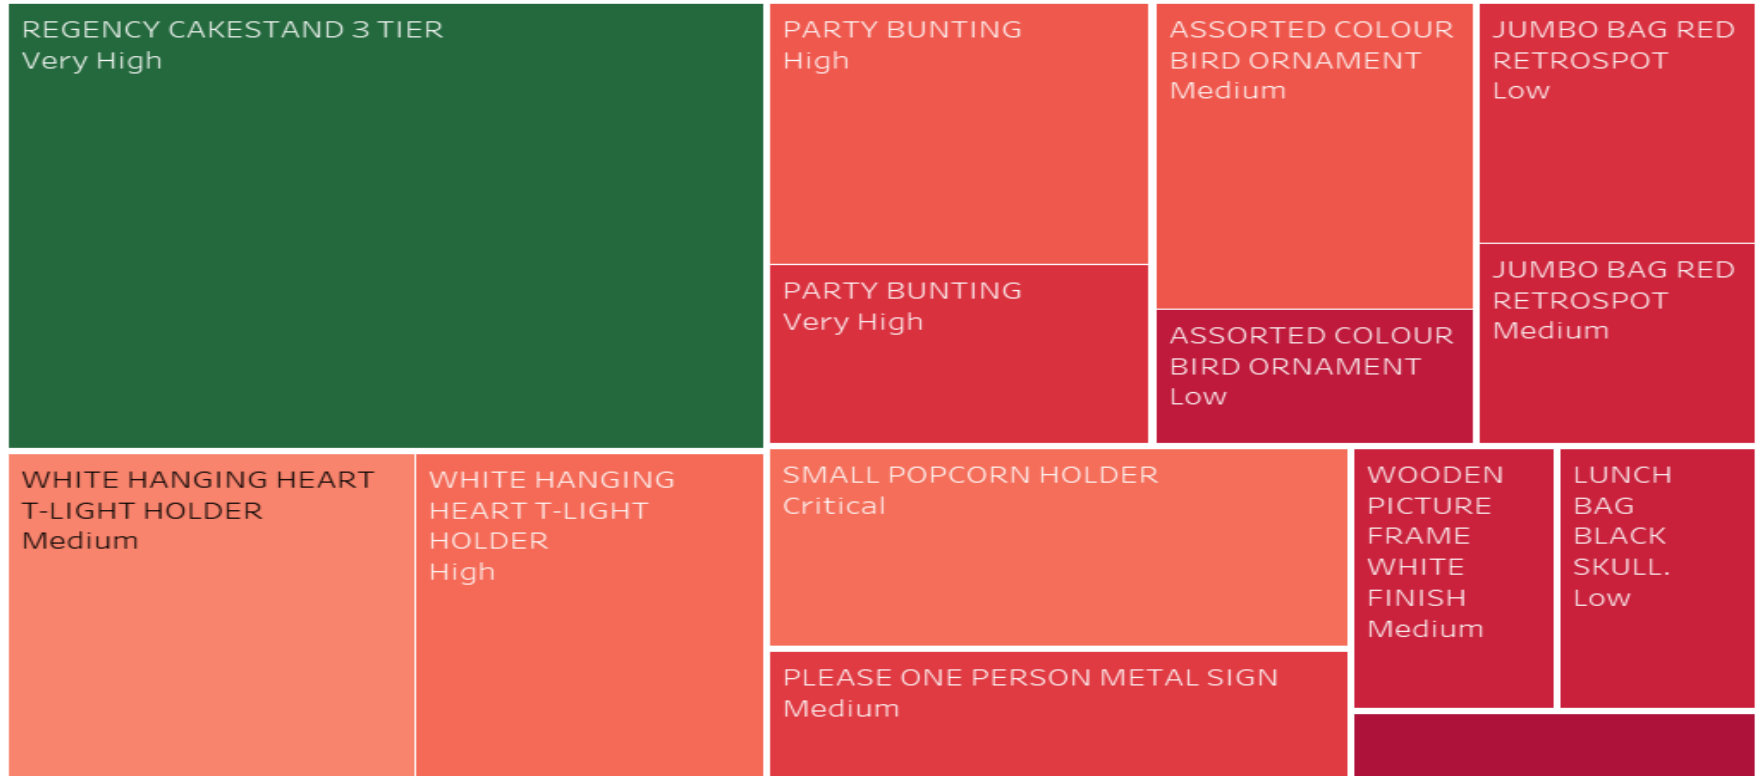 REGENCY CAKESTAND 3 TIER
Very High
PARTY BUNTING
High
ASSORTED COLOUR
BIRD ORNAMENT
Medium
JUMBO BAG RED
RETROSPOT
Low
PARTY BUNTING
Very High
ASSORTED COLOUR
BIRD ORNAMENT
Low
JUMBO BAG RED
RETROSPOT
Medium
WHITE HANGING HEART
T-LIGHT HOLDER
Medium
WHITE HANGING
HEART T-LIGHT
HOLDER
High
SMALL POPCORN HOLDER
Critical
PLEASE ONE PERSON METAL SIGN
Medium
WOODEN
PICTURE
FRAME
WHITE
FINISH
Medium
LUNCH
BAG
BLACK
SKULL.
Low